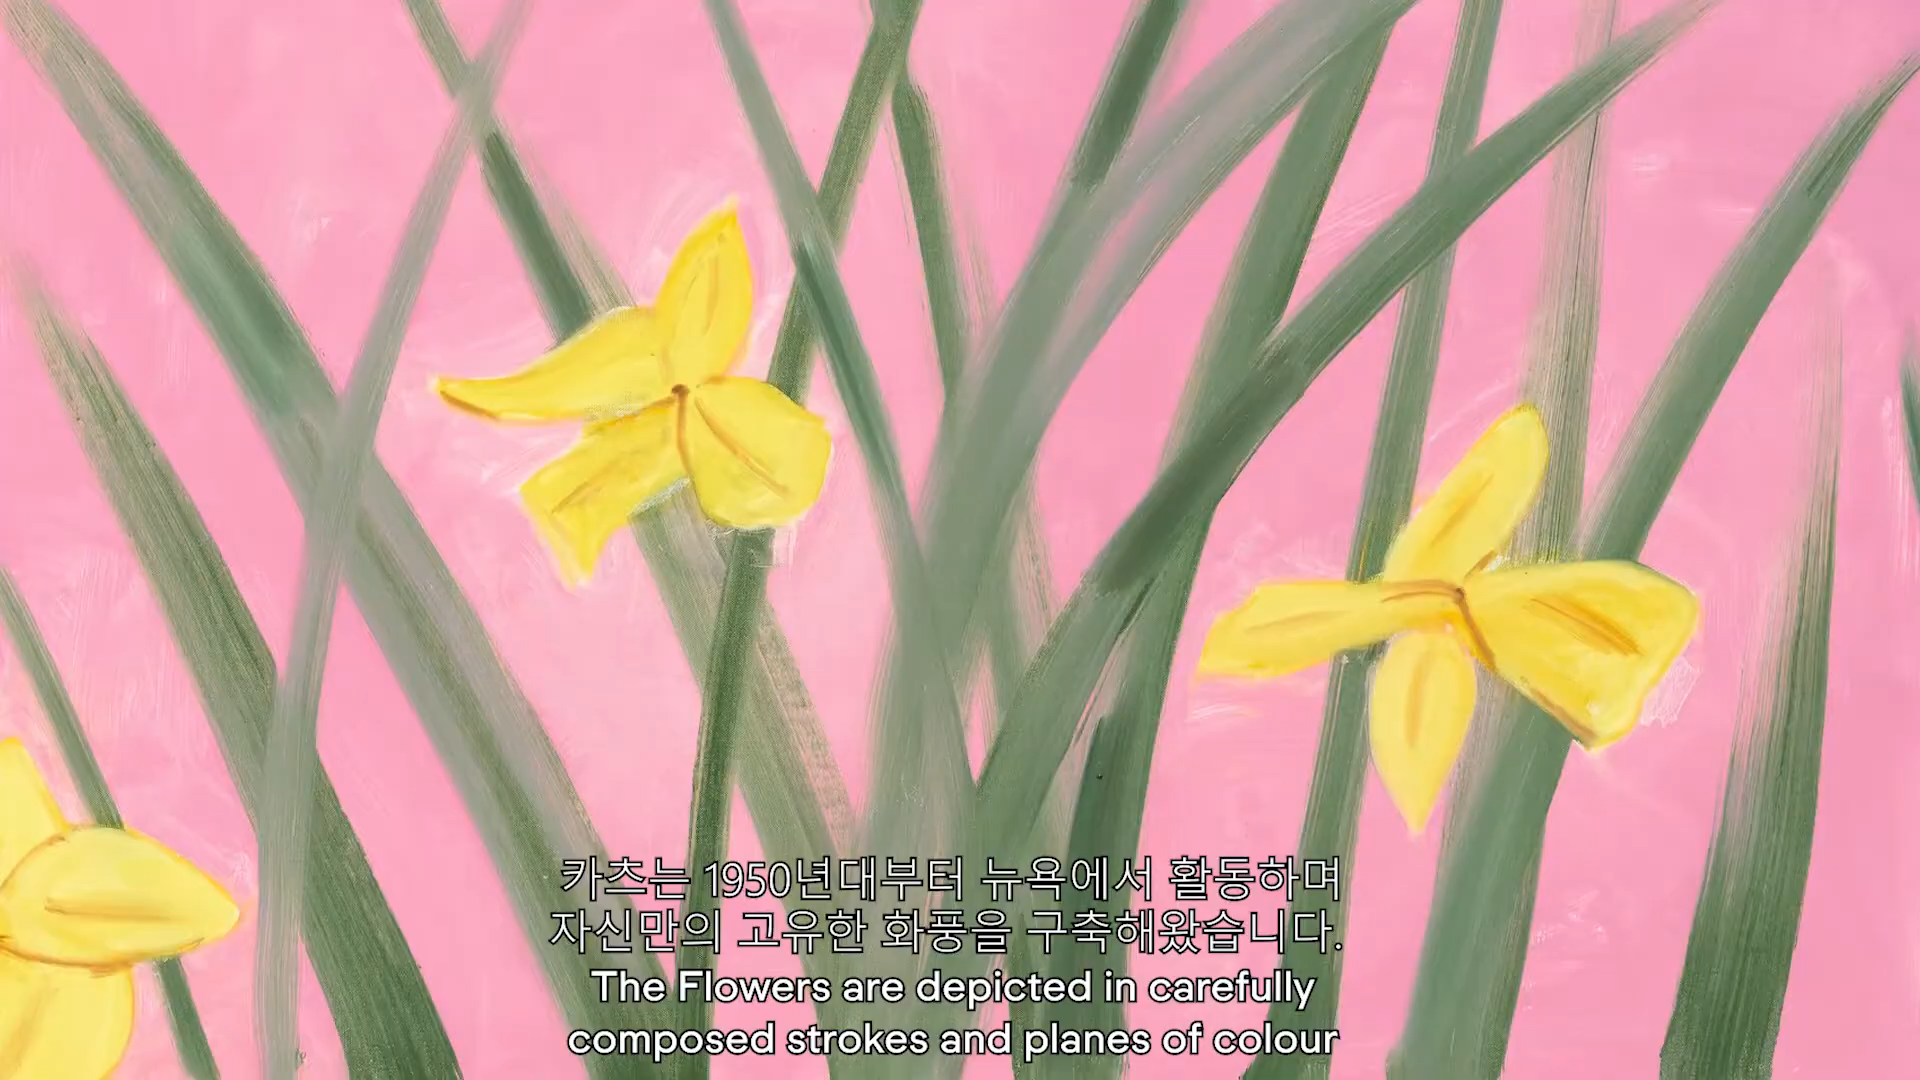 카츠는 1950년대부터 뉴욕에서 활동하며
자신만의 고유한 화풍을 구축해왔습니다.
The Flowers are depicted in carefully
composed strokes and planes of colour